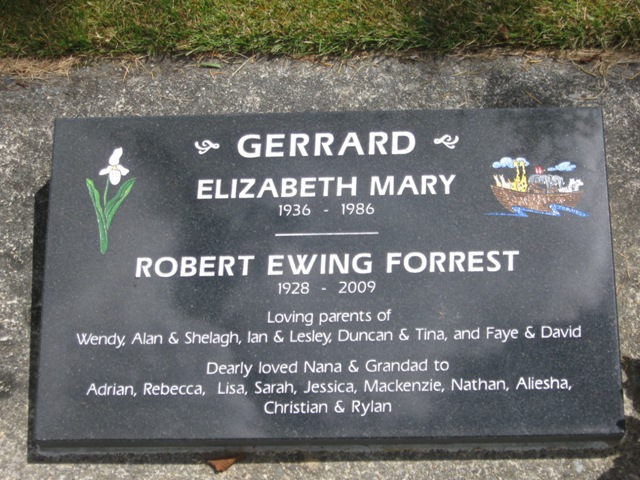 GERRARD
ELIZABETH MARY
1936 - 1986
ROBERT EWING FORREST
1928 - 2009
Loving parents of
Wendy, Alan & Shelagh, Ian & Lesley, Duncan & Tina, and Faye & David
Dearly loved Nana & Grandad to
Adrian, Rebecca, Lisa, Sarah, Jessica, Mackenzie, Nathan, Aliesha,
Christian & Rylan